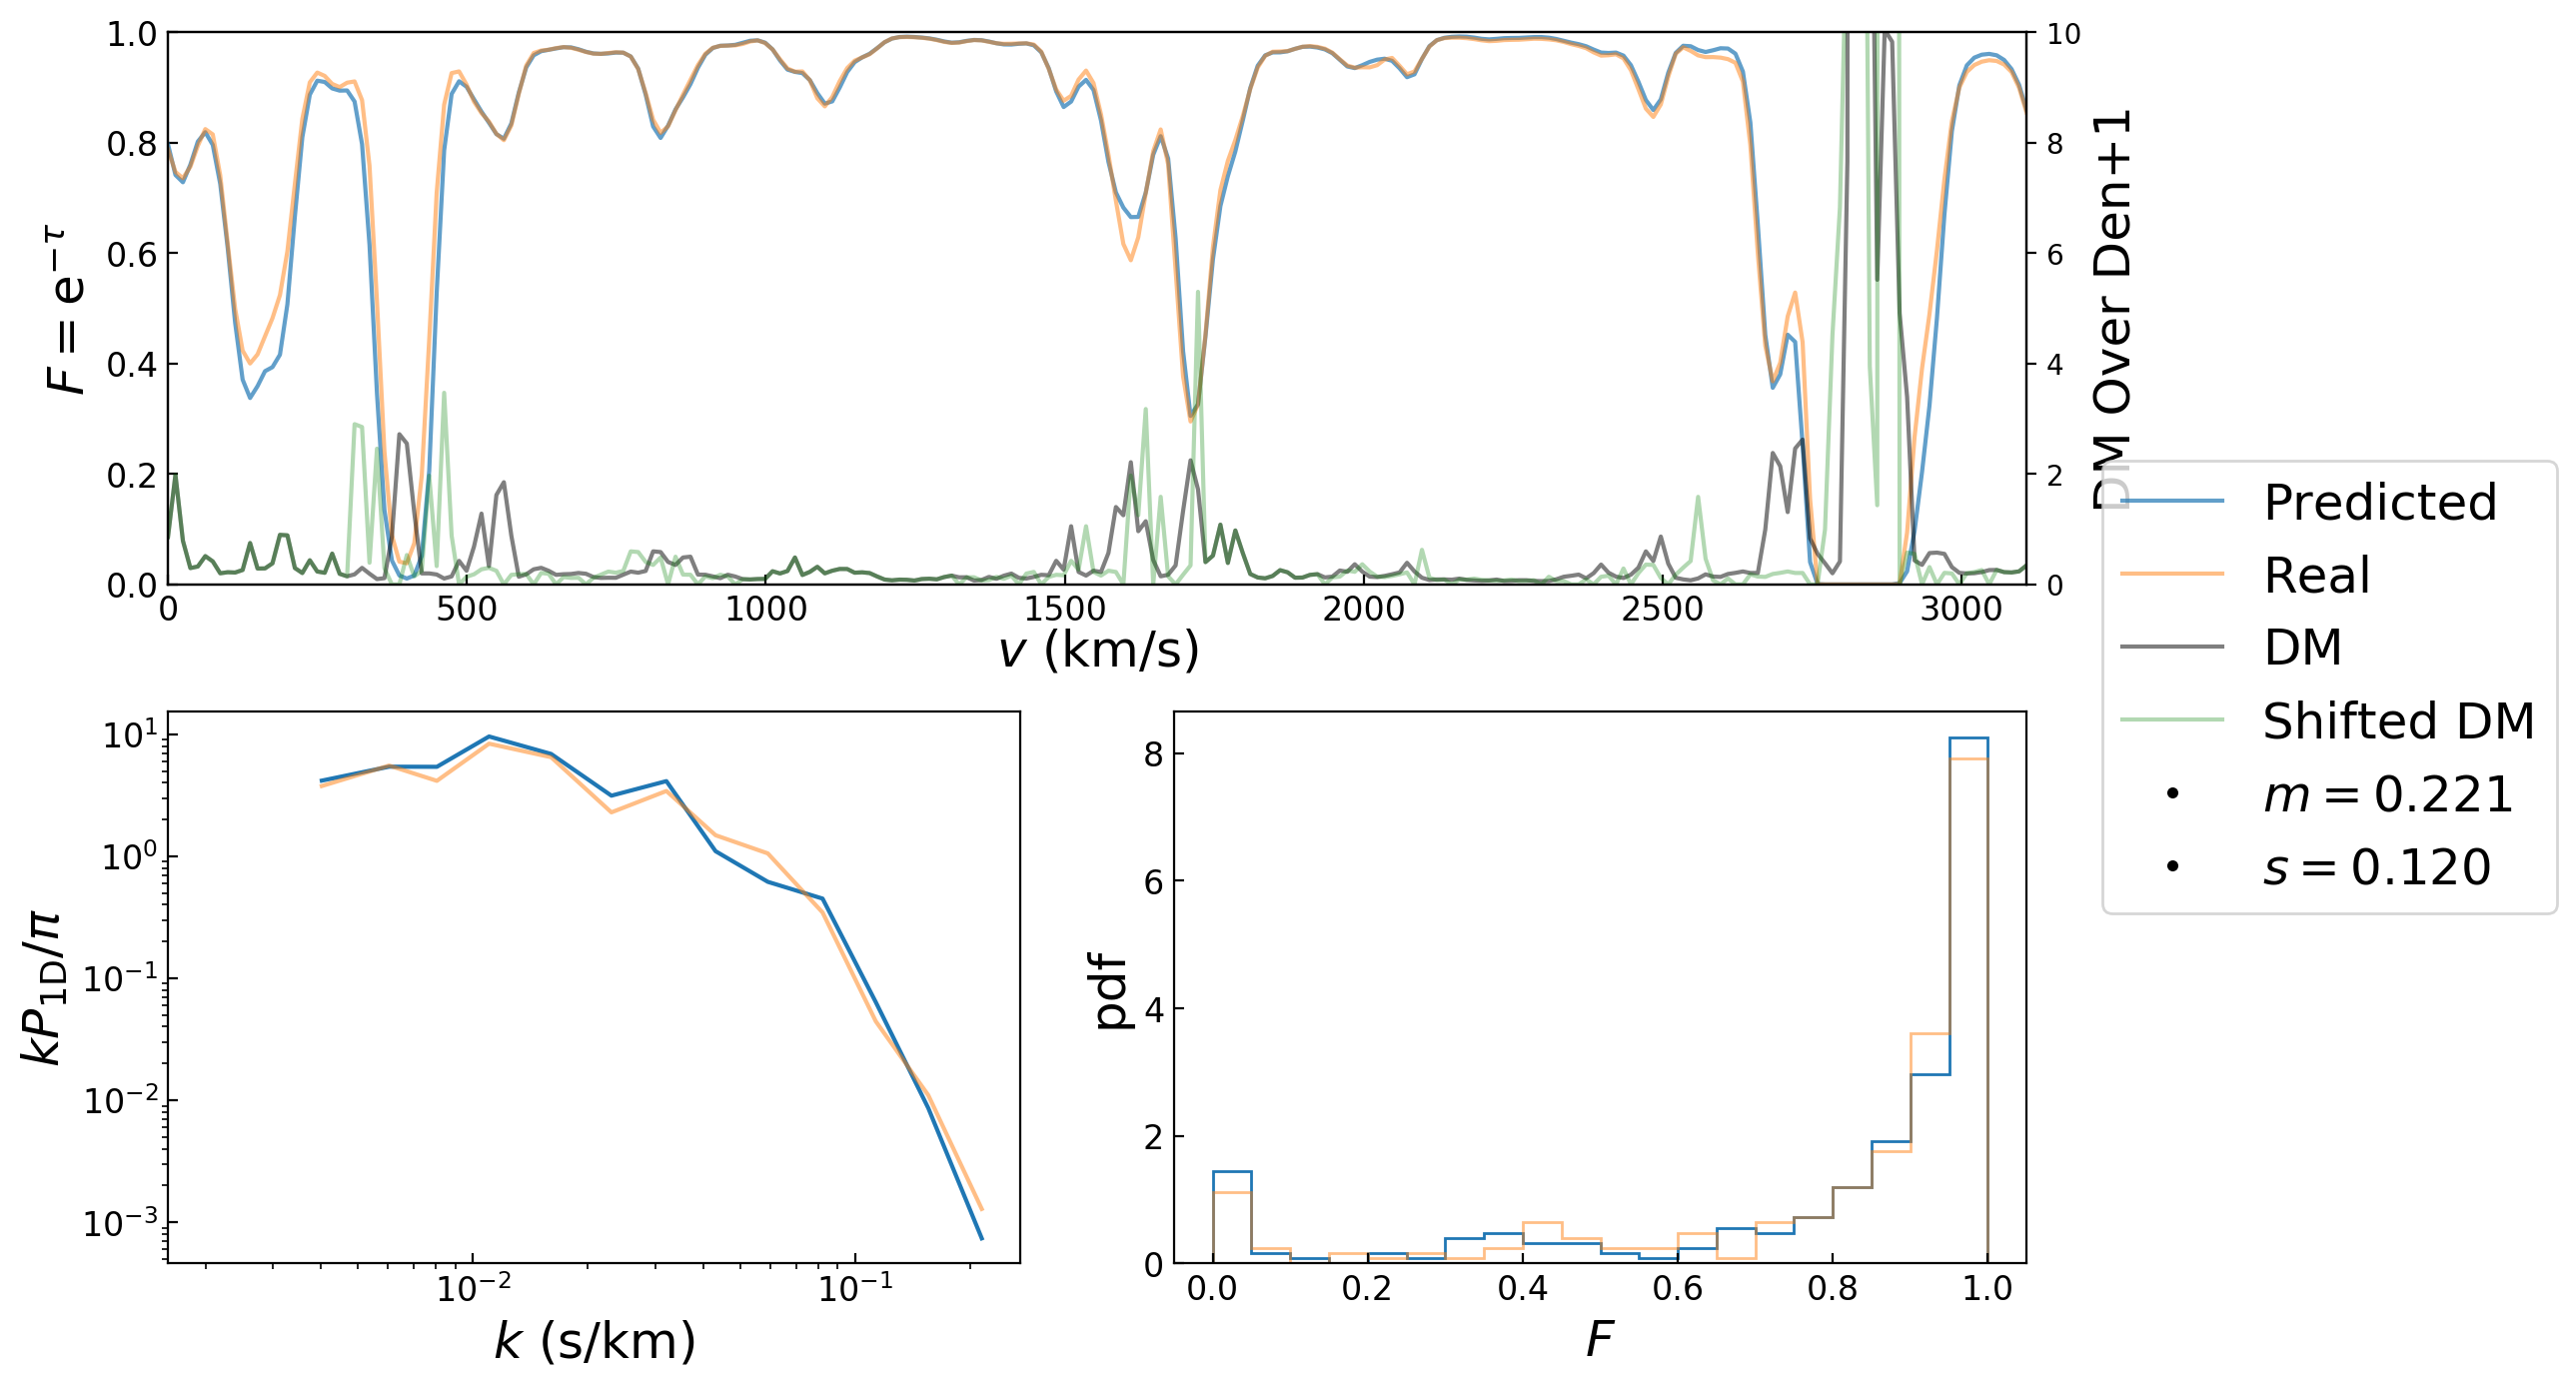 1.0
0.8
0.6
0.4
0.2
0.0
F = e^{−τ}
10
8
6
4
2
0
DM Over Den+1
0 500 1000 1500 2000 2500 3000
v (km/s)
Predicted
Real
DM
Shifted DM
m = 0.221
s = 0.120
10^1
10^0
10^{−1}
10^{−2}
10^{−3}
kP_{1D}/π
10^{−2} 10^{−1}
k (s/km)
8
6
4
2
0
pdf
0.0 0.2 0.4 0.6 0.8 1.0
F